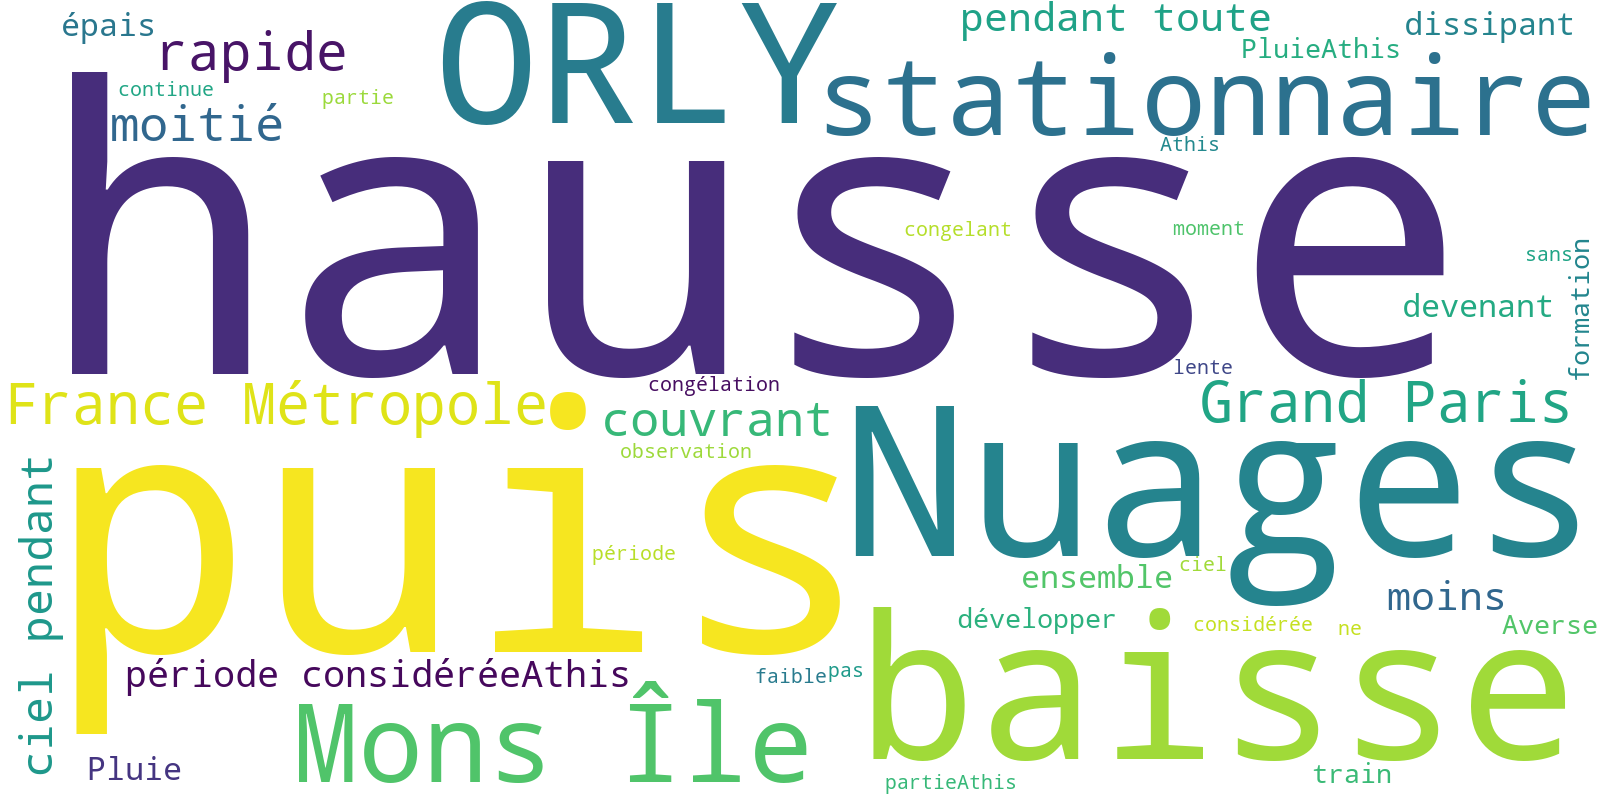 épais
rapide
continue
partie
moitié
ORLY
pendant toute
dissipant
PluieAthis
stationnaire
Athis
hausse
congelant
moment
sans
formation
devenant
lente
France Métropole
congélation
couvrant
observation
Grand Paris
puis
Nuages
ciel pendant
période
ensemble
ciel
moins
développer
considérée
ne
Averse
période considéréeAthis
faible
pas
baisse
Mons Île
Pluie
partieAthis
train